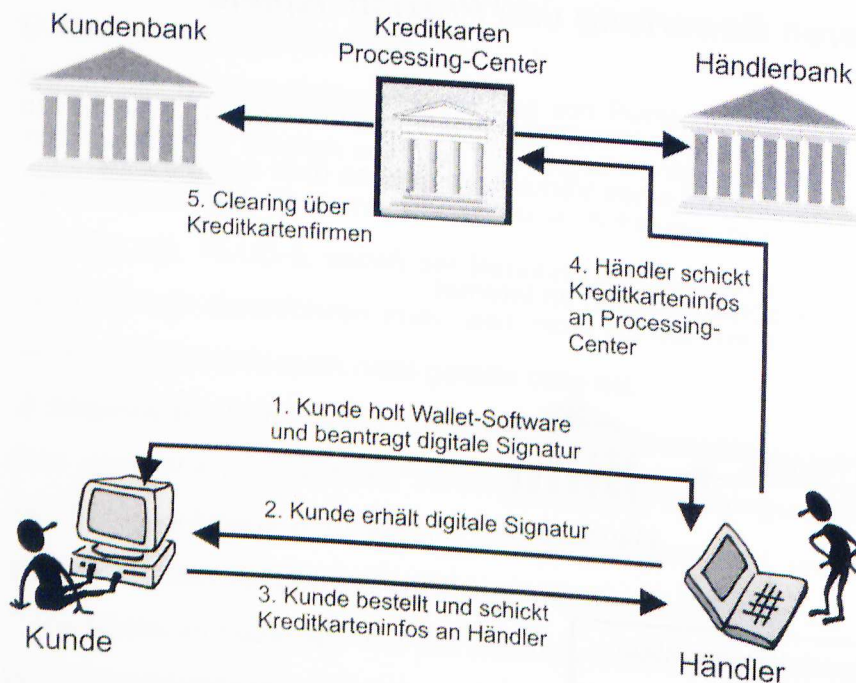 Kundenbank
Kreditkarten
Processing-Center
Händlerbank
5. Clearing über
Kreditkartenfirmen
4. Händler schickt
Kreditkarteninfos
an Processing-
Center
1. Kunde holt Wallet-Software
und beantragt digitale Signatur
2. Kunde erhält digitale Signatur
3. Kunde bestellt und schickt
Kreditkarteninfos an Händler
Kunde
Händler